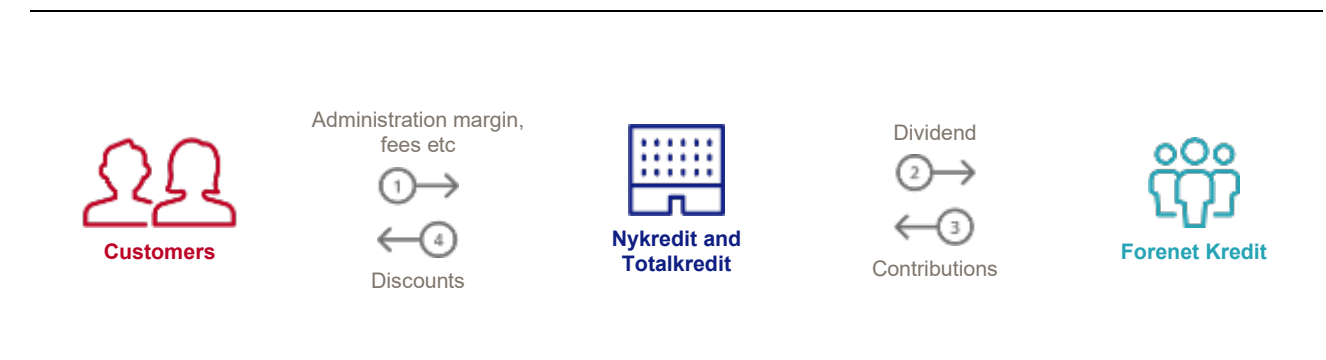 Administration margin,
fees etc
1
4
Discounts
Customers
Nykredit and
Totalkredit
Dividend
2
3
Contributions
Forenet Kredit